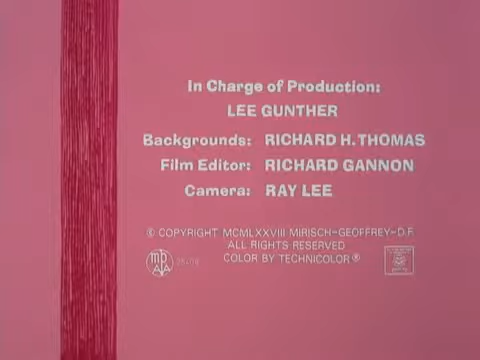 In Charge of Production:
LEE GUNTHER
Backgrounds: RICHARD H. THOMAS
Film Editor: RICHARD GANNON
Camera: RAY LEE
© COPYRIGHT MCMLXXVIII MIRISCH-GEOFFREY-D.F.
ALL RIGHTS RESERVED
COLOR BY TECHNICOLOR®